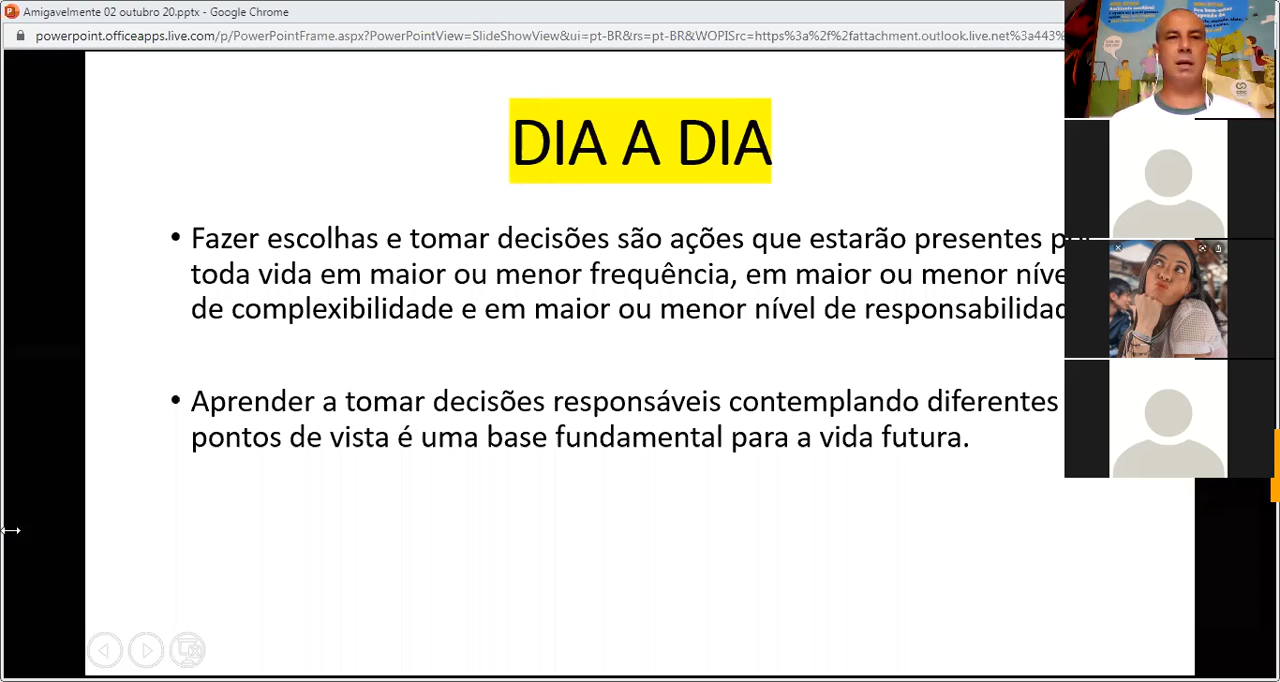 Amigavelmente 02 outubro 20.pptx - Google Chrome
powerpoint.officeapps.live.com/p/PowerPointFrame.aspx?PowerPointView=SlideShowView&ui=pt-BR&rs=pt-BR&WOPISrc=https%3a%2f%2fattachment.outlook.live.net%3a443%
DIA A DIA
• Fazer escolhas e tomar decisões são ações que estarão presentes
toda vida em maior ou menor frequência, em maior ou menor níve
de complexibilidade e em maior ou menor nível de responsabilidad
• Aprender a tomar decisões responsáveis contemplando diferentes
pontos de vista é uma base fundamental para a vida futura.